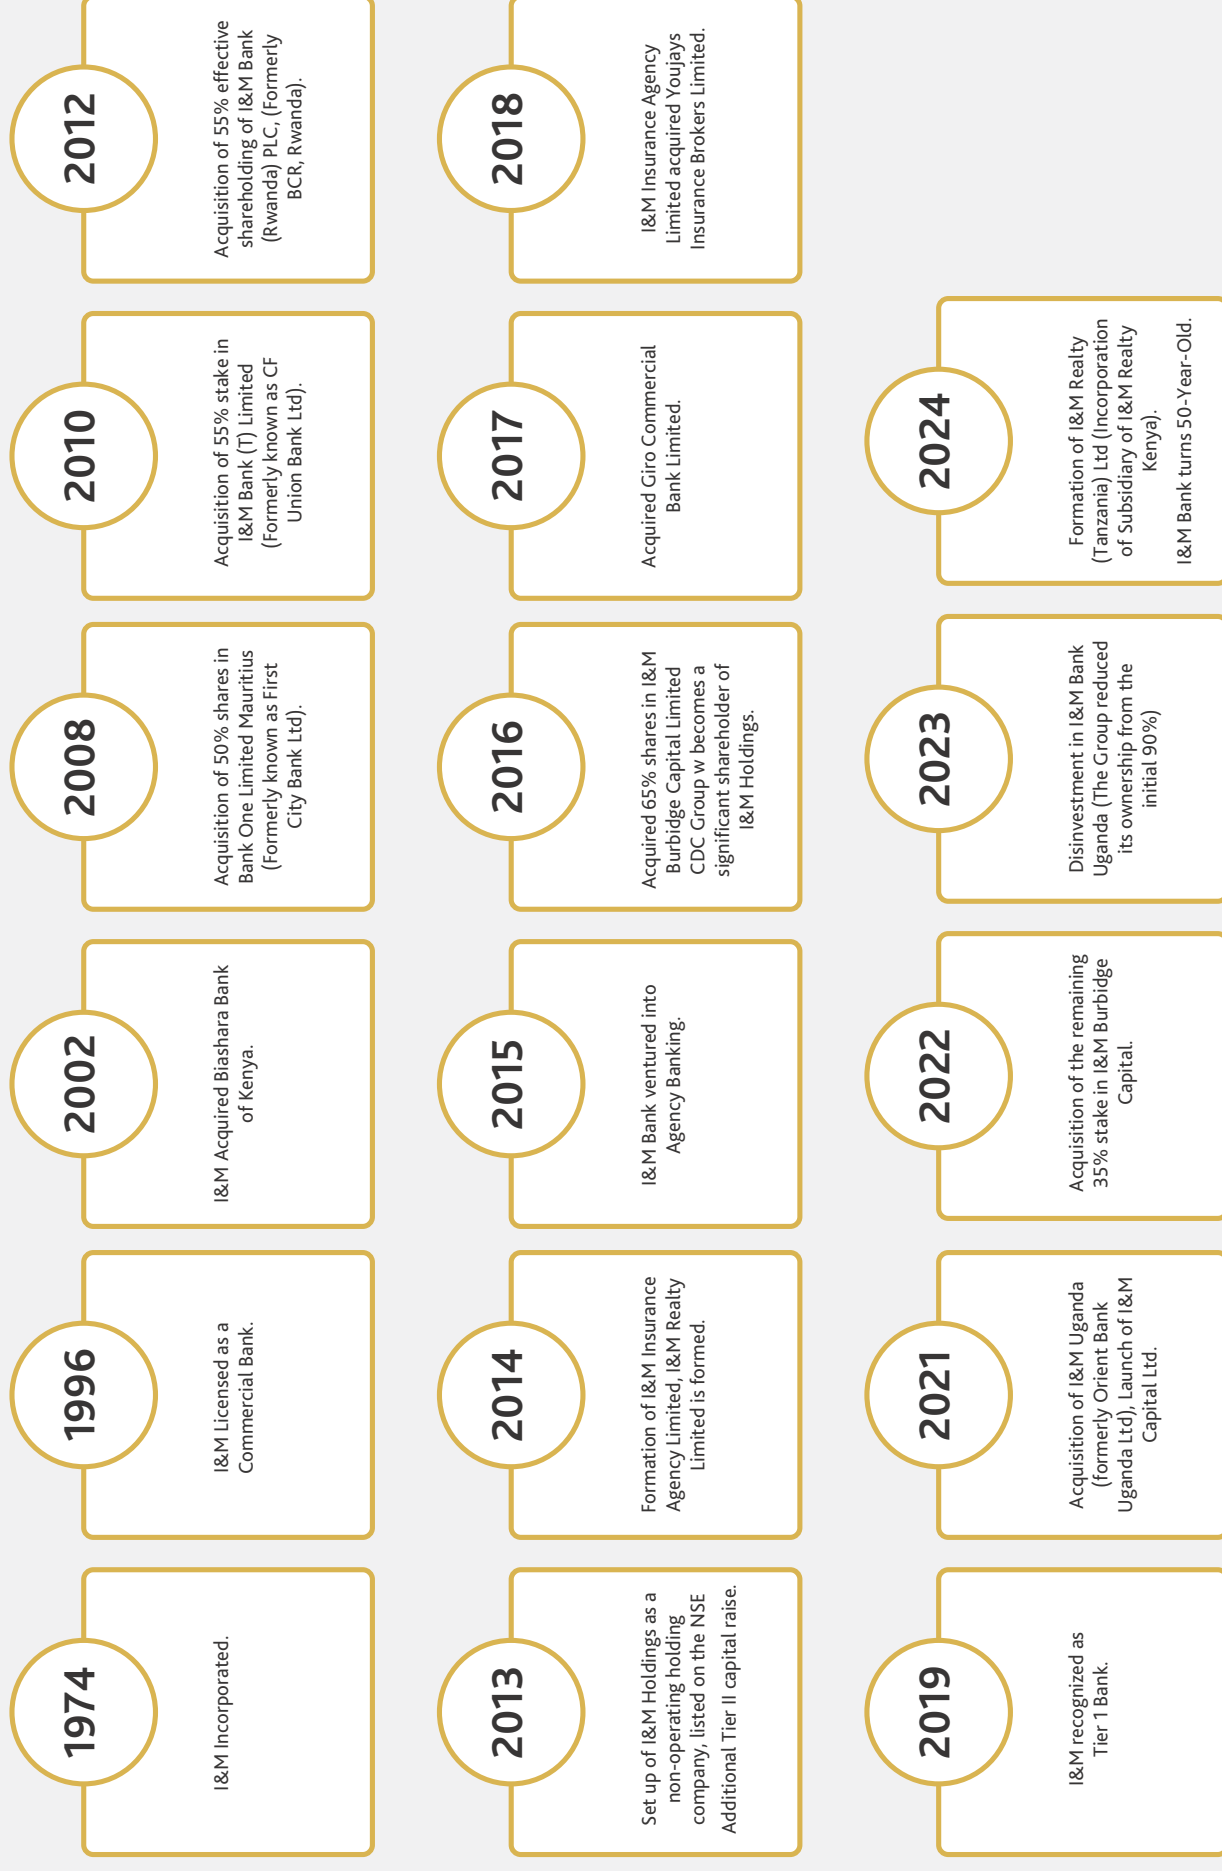 1974
I&M Incorporated.
1996
I&M Licensed as a
Commercial Bank.
2002
I&M Acquired Biashara Bank
of Kenya.
2008
Acquisition of 50% shares in
Bank One Limited Mauritius
(Formerly known as First
City Bank Ltd).
2010
Acquisition of 55% stake in
I&M Bank (T) Limited
(Formerly known as CF
Union Bank Ltd).
2012
Acquisition of 55% effective
shareholding of I&M Bank
(Rwanda) PLC, (Formerly
BCR, Rwanda).
2013
Set up of I&M Holdings as a
non-operating holding
company, listed on the NSE
Additional Tier II capital raise.
2014
Formation of I&M Insurance
Agency Limited, I&M Realty
Limited is formed.
2015
I&M Bank ventured into
Agency Banking.
2016
Acquired 65% shares in I&M
Burbidge Capital Limited
CDC Group w becomes a
significant shareholder of
I&M Holdings.
2017
Acquired Giro Commercial
Bank Limited.
2018
I&M Insurance Agency
Limited acquired Youjays
Insurance Brokers Limited.
2019
I&M recognized as
Tier 1 Bank.
2021
Acquisition of I&M Uganda
(formerly Orient Bank
Uganda Ltd), Launch of I&M
Capital Ltd.
2022
Acquisition of the remaining
35% stake in I&M Burbidge
Capital.
2023
Disinvestment in I&M Bank
Uganda (The Group reduced
its ownership from the
initial 90%)
2024
Formation of I&M Realty
(Tanzania) Ltd (Incorporation
of Subsidiary of I&M Realty
Kenya).
I&M Bank turns 50-Year-Old.